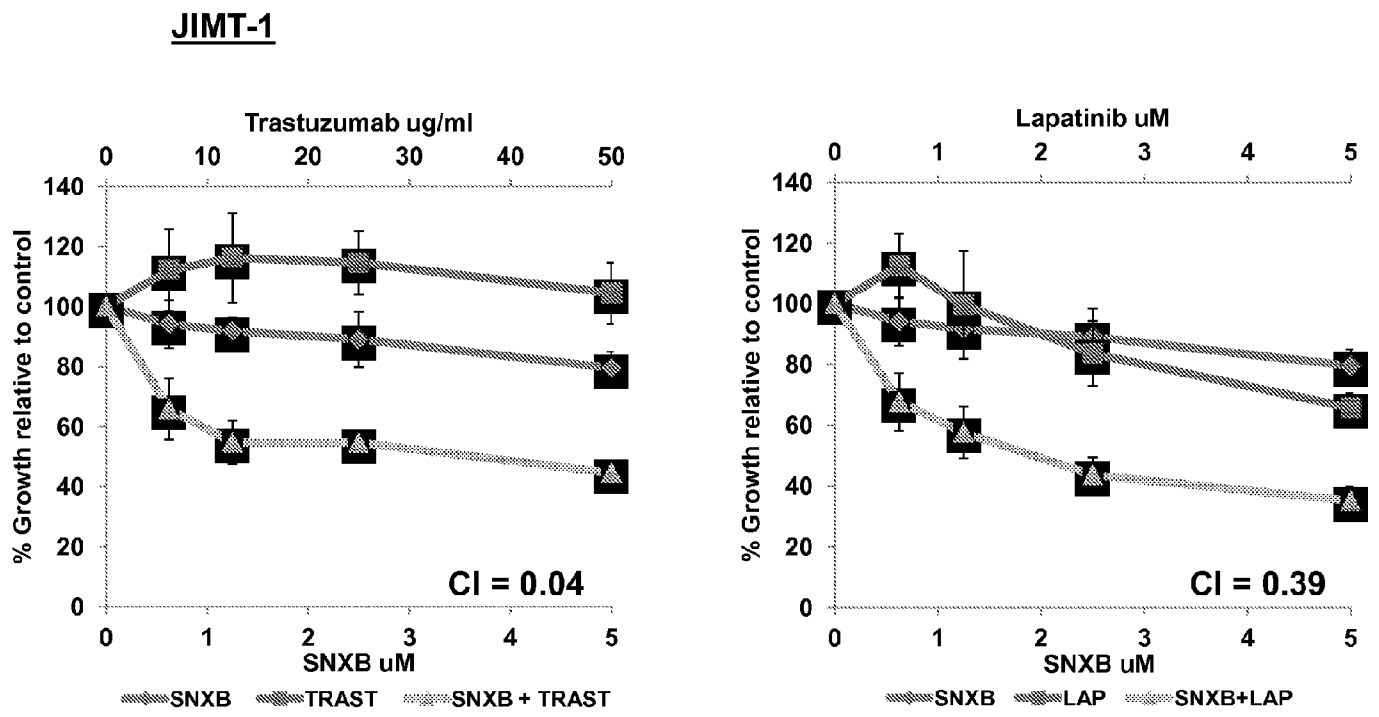 JIMT-1
Trastuzumab ug/ml
0 10 20 30 40 50
140
120
100
80
60
40
20
0
% Growth relative to control
CI = 0.04
0 1 2 3 4 5
SNXB uM
SNXB TRAST SNXB + TRAST
Lapatinib uM
0 1 2 3 4 5
140
120
100
80
60
40
20
0
% Growth relative to control
CI = 0.39
0 1 2 3 4 5
SNXB uM
SNXB LAP SNXB+LAP